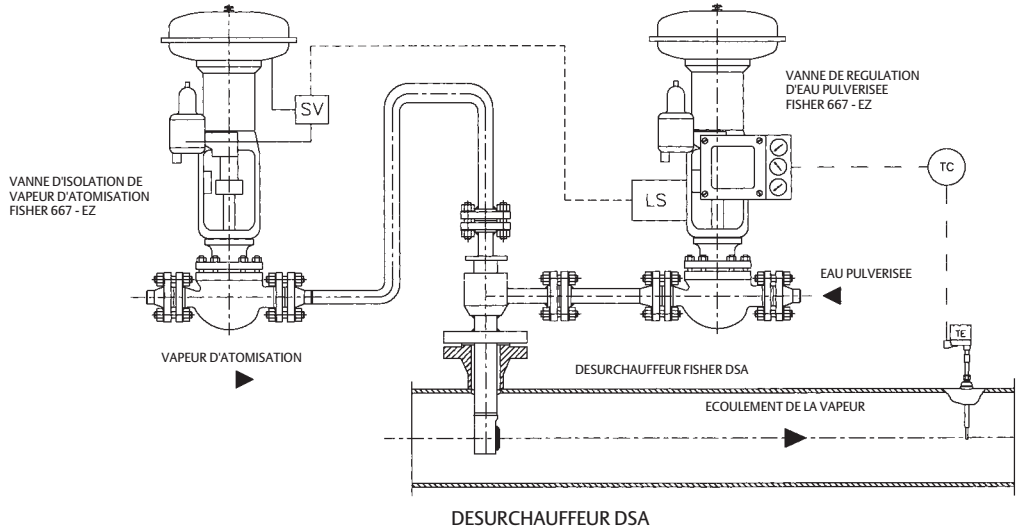 SV
VANNE DE REGULATION
D'EAU PULVERISEE
FISHER 667 - EZ
TC
VANNE D'ISOLATION DE
VAPEUR D'ATOMISATION
FISHER 667 - EZ
LS
EAU PULVERISEE
TE
VAPEUR D'ATOMISATION
DESURCHAUFFEUR FISHER DSA
ECOULEMENT DE LA VAPEUR
DESURCHAUFFEUR DSA